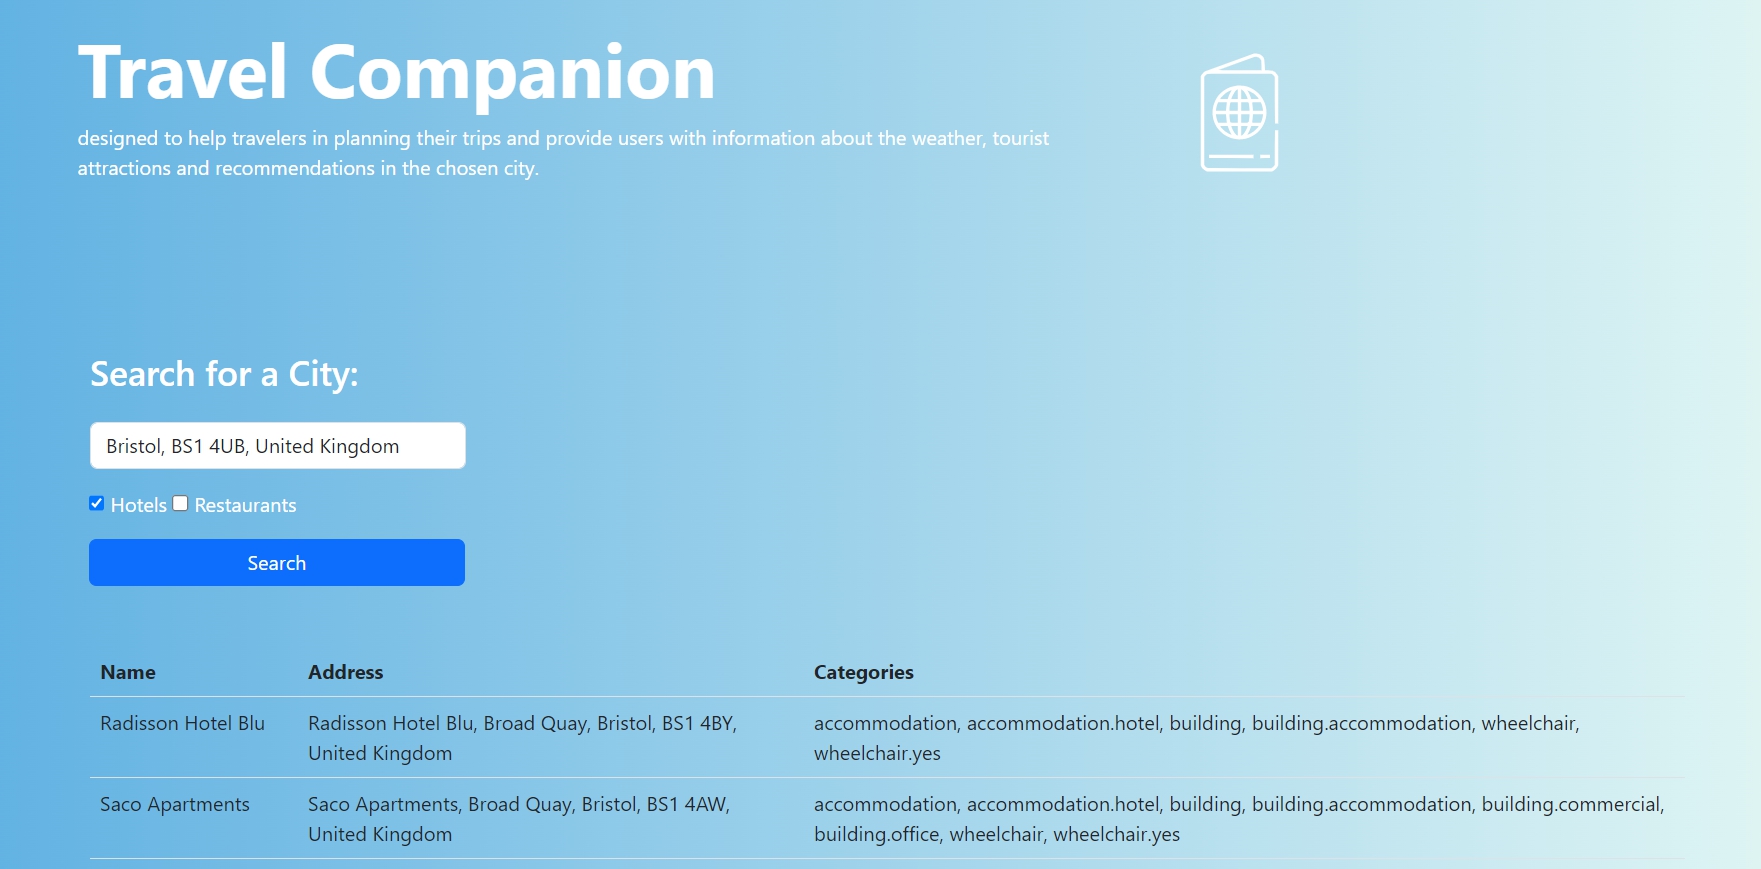 Travel Companion
designed to help travelers in planning their trips and provide users with information about the weather, tourist
attractions and recommendations in the chosen city.
Search for a City:
Bristol, BS1 4UB, United Kingdom
Hotels Restaurants
Search
Name Address Categories
Radisson Hotel Blu Radisson Hotel Blu, Broad Quay, Bristol, BS1 4BY, accommodation, accommodation.hotel, building, building.accommodation, wheelchair,
United Kingdom wheelchair.yes
Saco Apartments Saco Apartments, Broad Quay, Bristol, BS1 4AW, accommodation, accommodation.hotel, building, building.accommodation, building.commercial,
United Kingdom building.office, wheelchair, wheelchair.yes